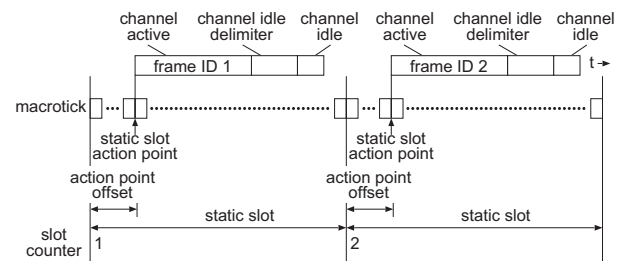 channel active
channel idle delimiter
channel idle
channel active
channel idle delimiter
channel idle
frame ID 1
frame ID 2
t
macrotick
static slot action point
static slot action point
action point offset
action point offset
static slot
static slot
slot counter
1
2